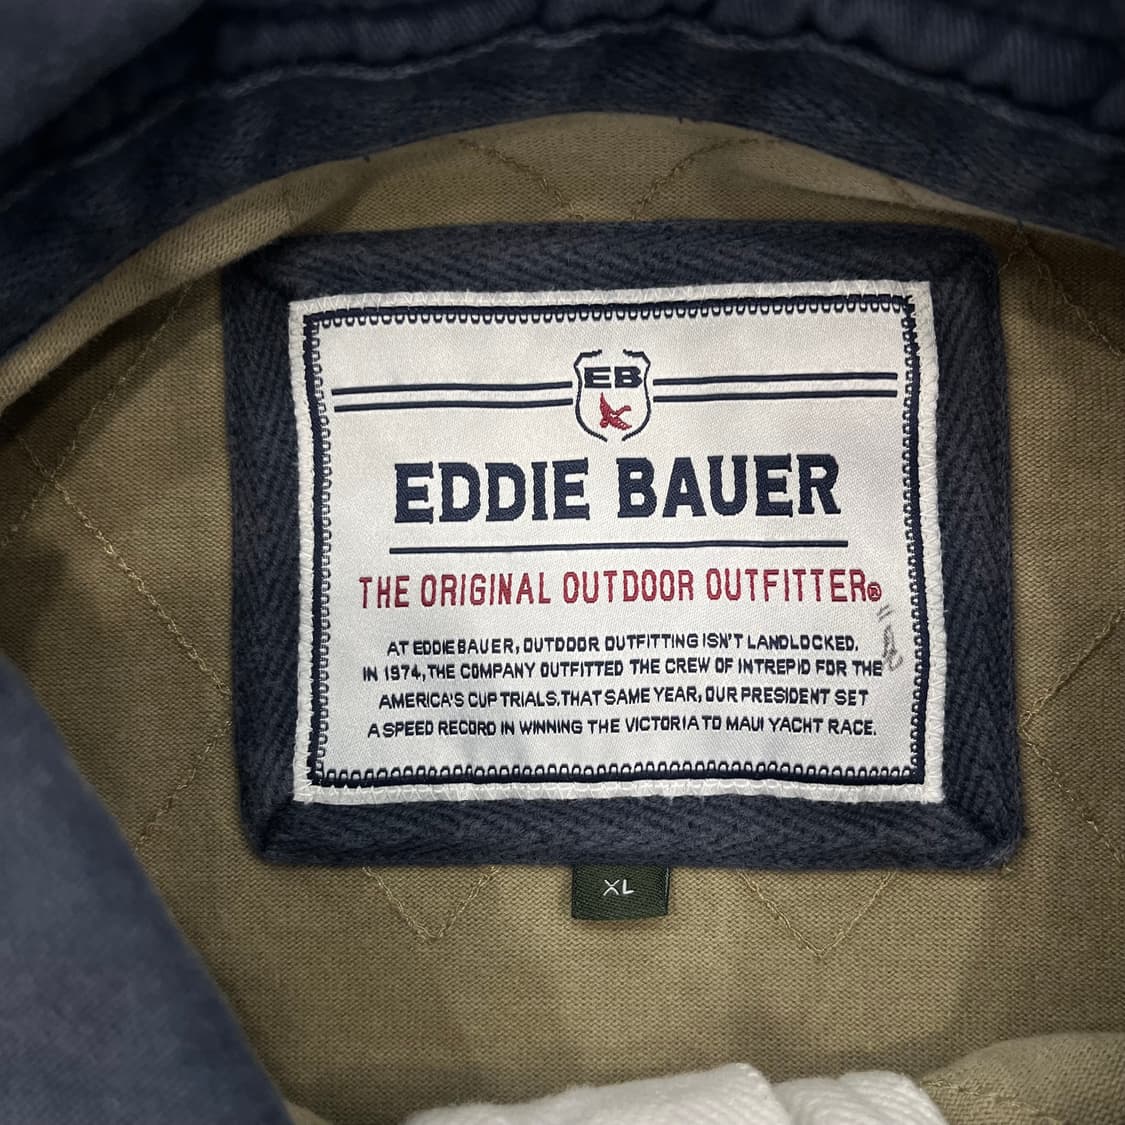 EB
EDDIE BAUER
THE ORIGINAL OUTDOOR OUTFITTER®
AT EDDIE BAUER, OUTDOOR OUTFITTING ISN'T LANDLOCKED.
IN 1974, THE COMPANY OUTFITTED THE CREW OF INTREPID FOR THE
AMERICA'S CUP TRIALS. THAT SAME YEAR, OUR PRESIDENT SET
A SPEED RECORD IN WINNING THE VICTORIA TO MAUI YACHT RACE.
XL